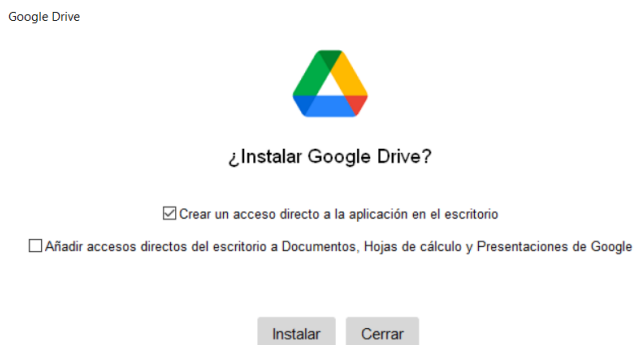 Google Drive
¿Instalar Google Drive?
Crear un acceso directo a la aplicación en el escritorio
Añadir accesos directos del escritorio a Documentos, Hojas de cálculo y Presentaciones de Google
Instalar Cerrar